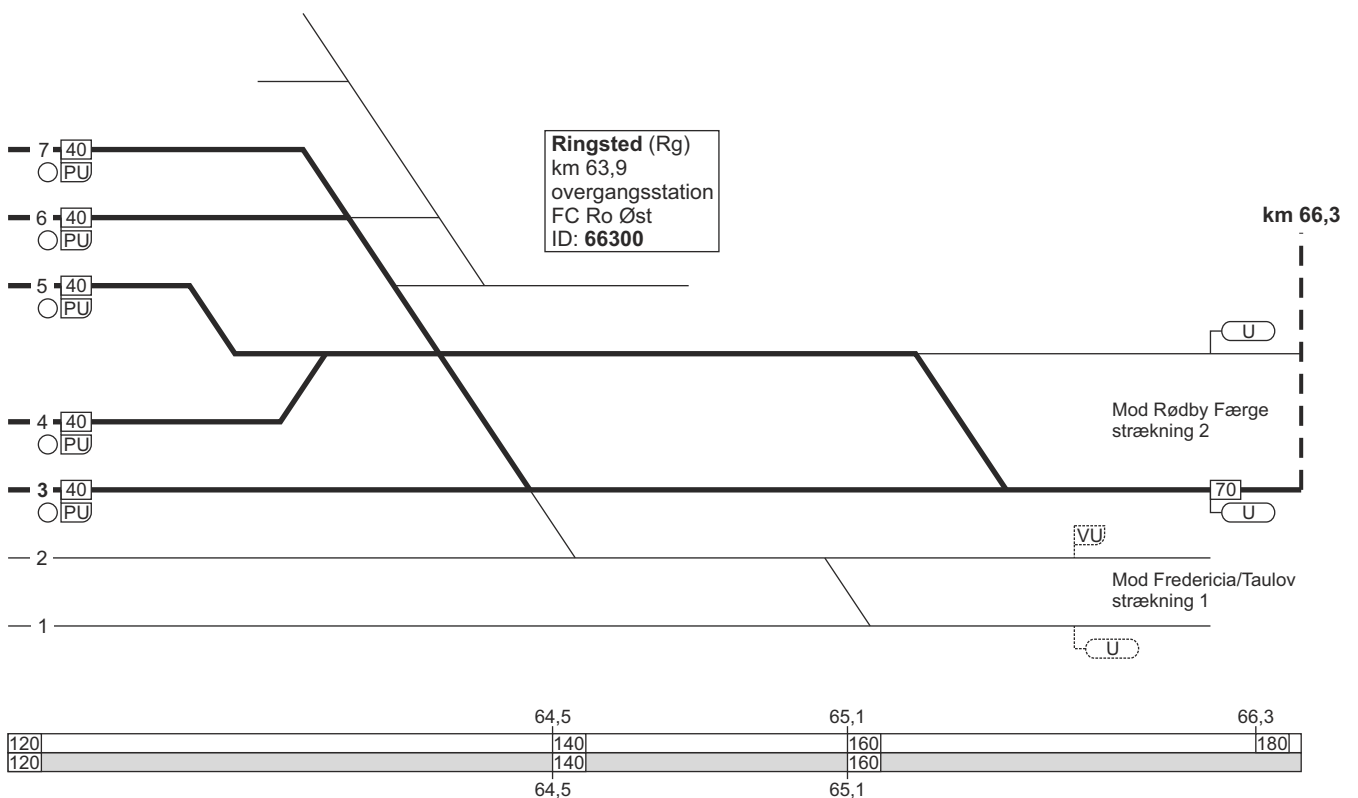 7 40
PU
Ringsted (Rg)
km 63,9
overgangsstation
FC Ro Øst
ID: 66300
6 40
PU
km 66,3
5 40
PU
U
4 40
PU
Mod Rødby Færge
strækning 2
3 40
PU
70
U
2
VU
Mod Fredericia/Taulov
strækning 1
1
U
64,5 65,1 66,3
120 140 160 180
120 140 160
64,5 65,1